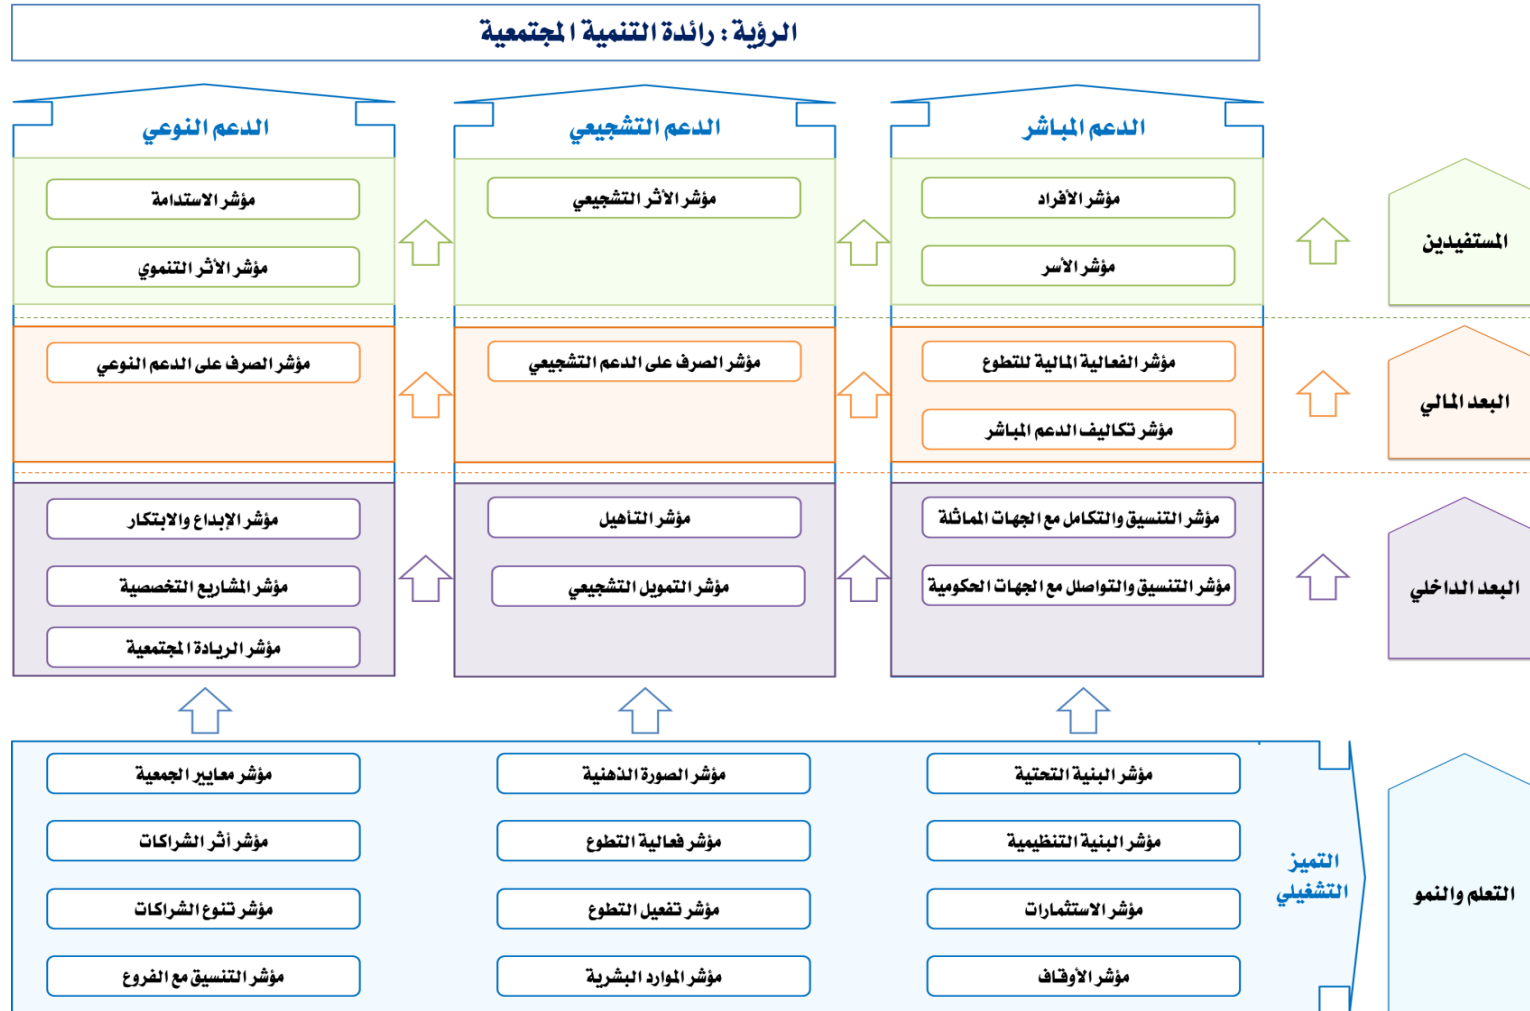 الرؤية : رائدة التنمية المجتمعية
الدعم المباشر
الدعم التشجيعي
الدعم النوعي
المستفيدين
مؤشر الأفراد
مؤشر الأثر التشجيعي
مؤشر الاستدامة
مؤشر الأسر
مؤشر الأثر التنموي
البعد المالي
مؤشر الفعالية المالية للتطوع
مؤشر الصرف على الدعم التشجيعي
مؤشر الصرف على الدعم النوعي
مؤشر تكاليف الدعم المباشر
البعد الداخلي
مؤشر التنسيق والتكامل مع الجهات المماثلة
مؤشر التأهيل
مؤشر الإبداع والابتكار
مؤشر التنسيق والتواصلل مع الجهات الحكومية
مؤشر التمويل التشجيعي
مؤشر المشاريع التخصصية
مؤشر الريادة المجتمعية
التعلم والنمو
التميز
التشغيلي
مؤشر البنية التحتية
مؤشر الصورة الذهنية
مؤشر معايير الجمعية
مؤشر البنية التنظيمية
مؤشر فعالية التطوع
مؤشر أثر الشراكات
مؤشر الاستثمارات
مؤشر تفعيل التطوع
مؤشر تنوع الشراكات
مؤشر الأوقاف
مؤشر الموارد البشرية
مؤشر التنسيق مع الفروع